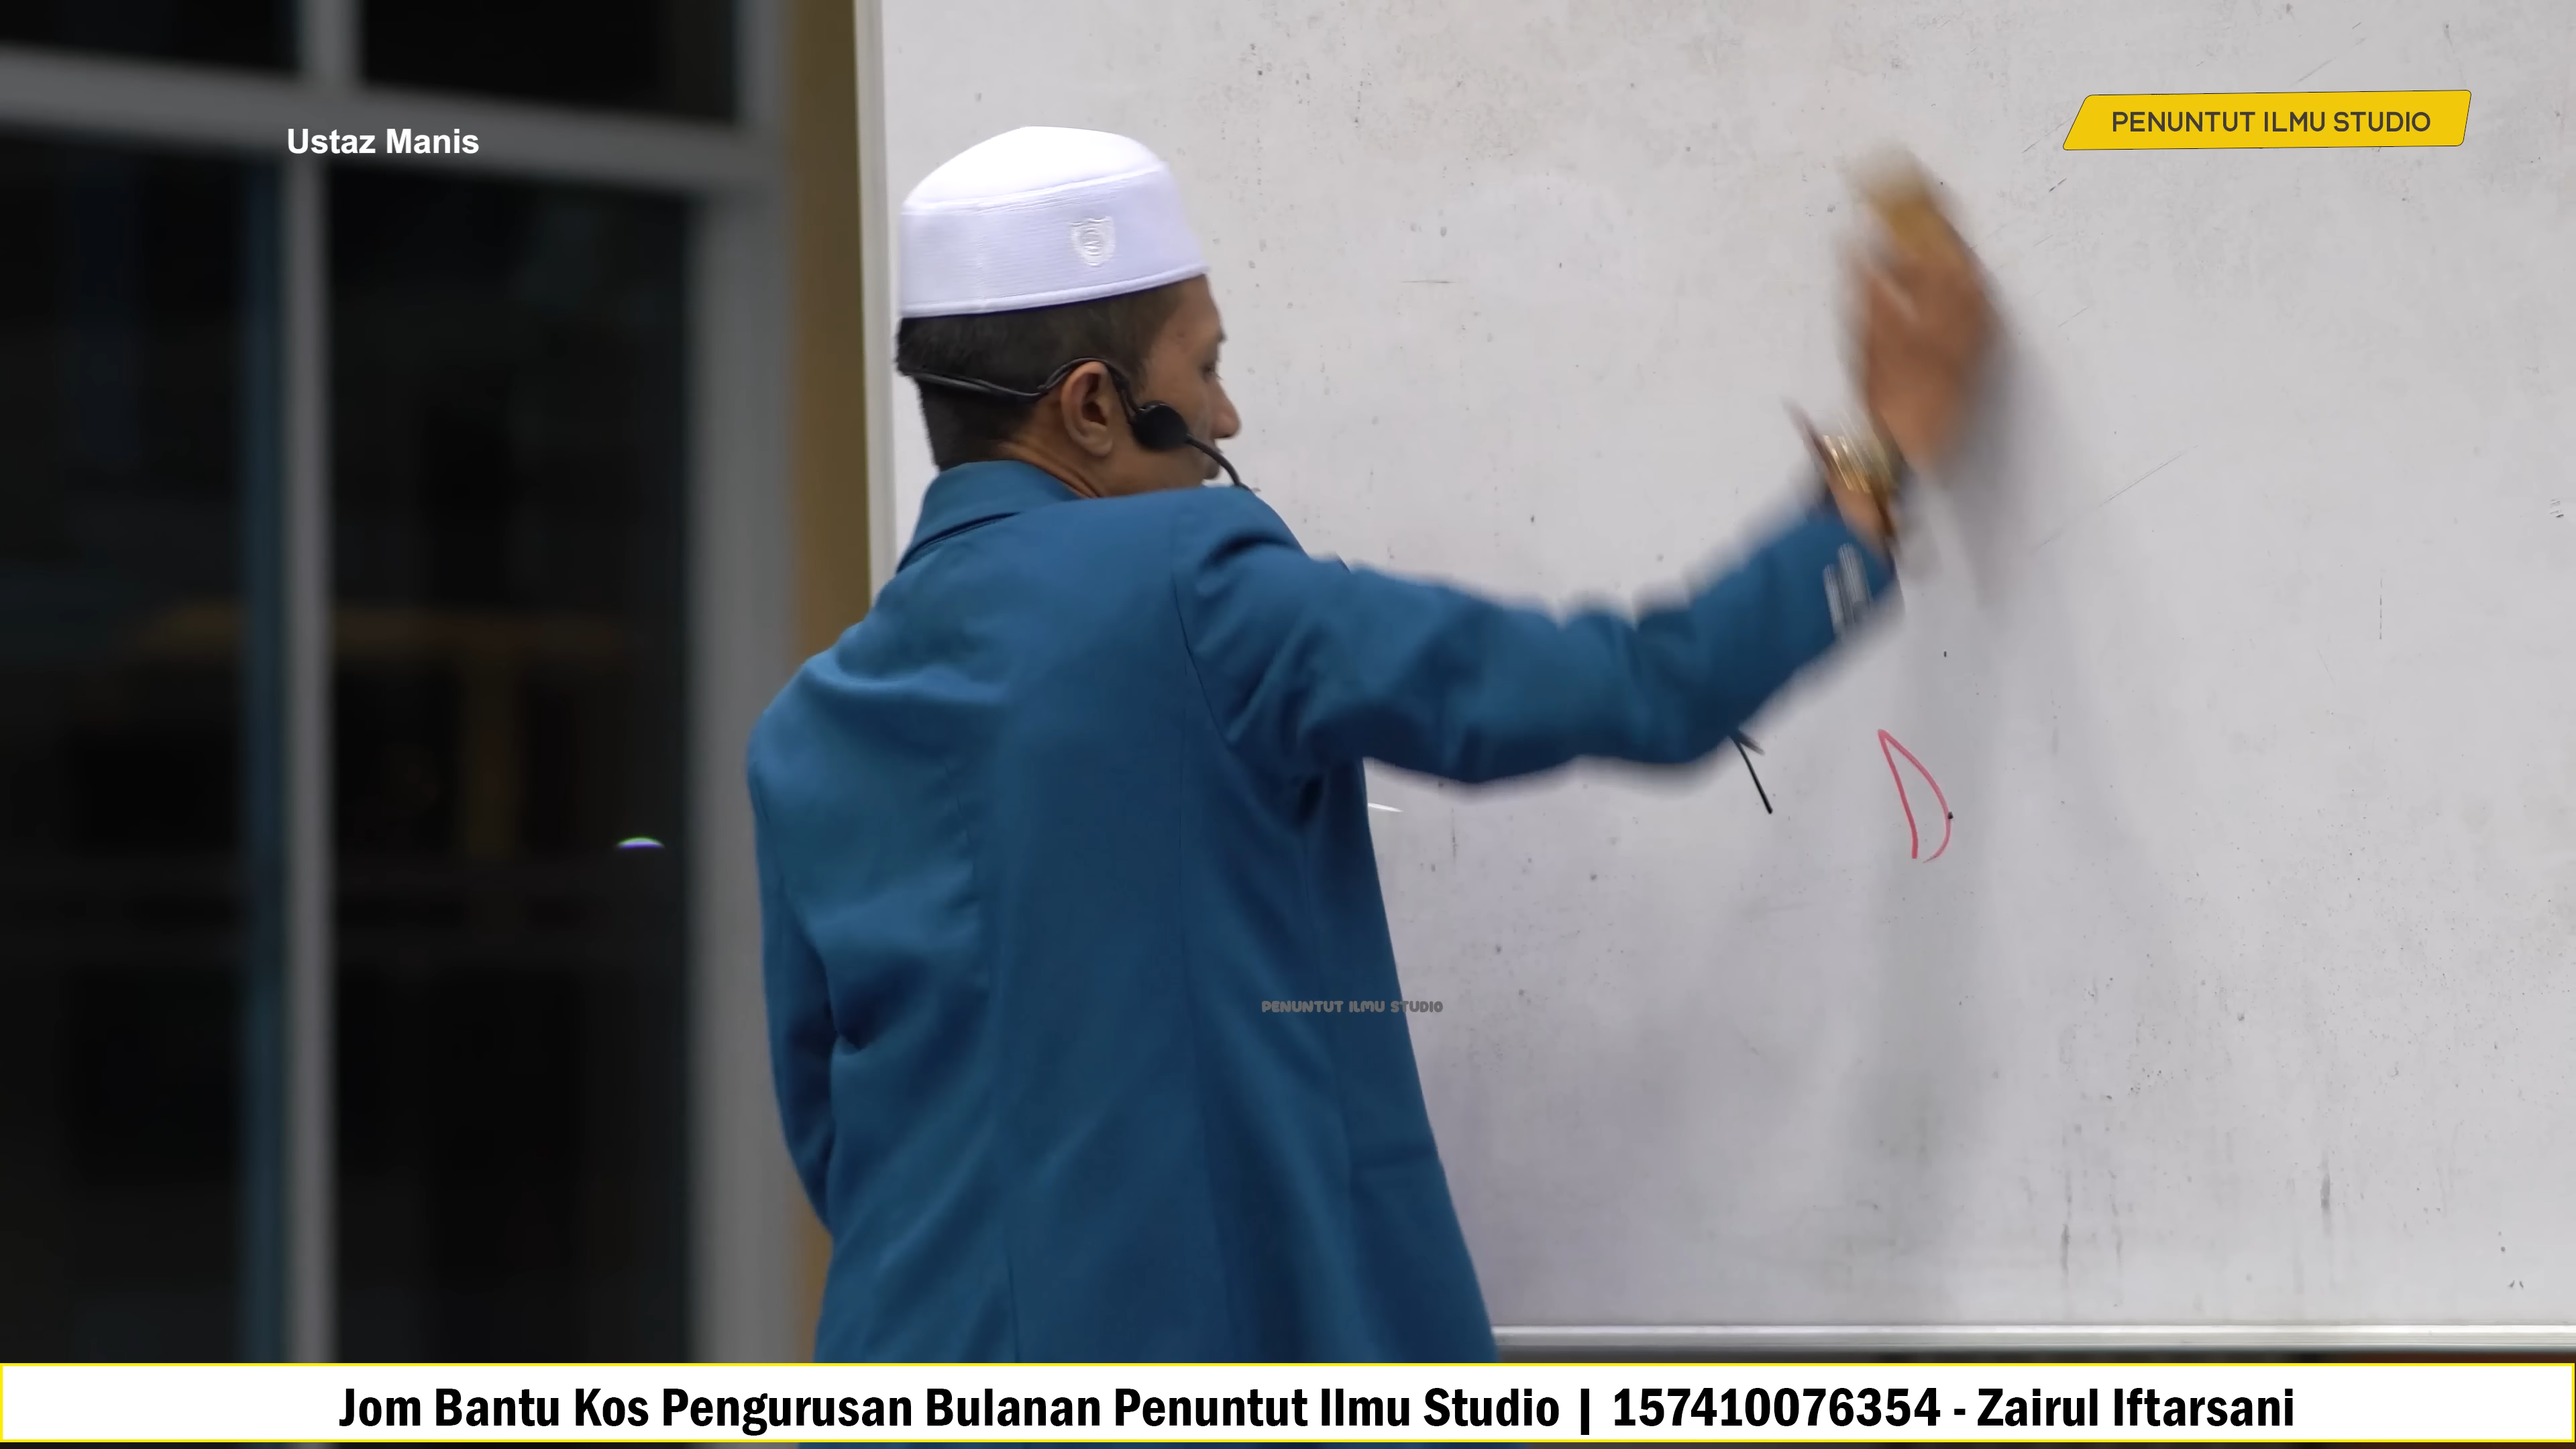 Ustaz Manis
PENUNTUT ILMU STUDIO
PENUNTUT ILMU STUDIO
Jom Bantu Kos Pengurusan Bulanan Penuntut Ilmu Studio | 157410076354 - Zairul Iftarsani